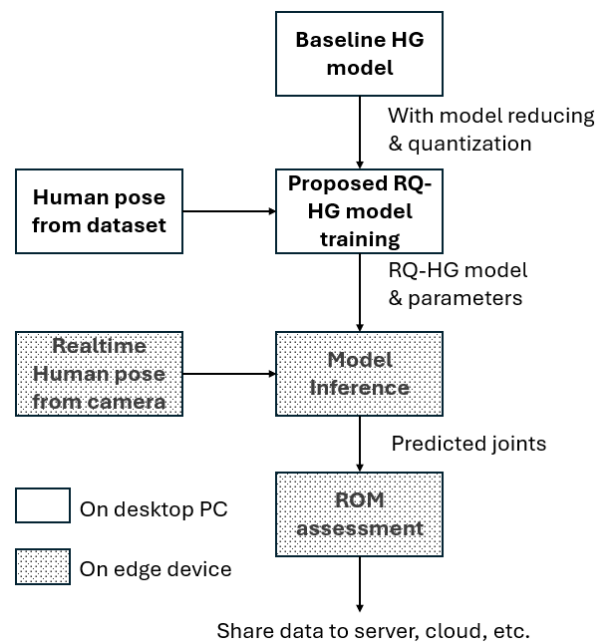 Baseline HG
model
With model reducing
& quantization
Human pose
from dataset
Proposed RQ-
HG model
training
RQ-HG model
& parameters
Realtime
Human pose
from camera
Model
Inference
Predicted joints
ROM
assessment
On desktop PC
On edge device
Share data to server, cloud, etc.